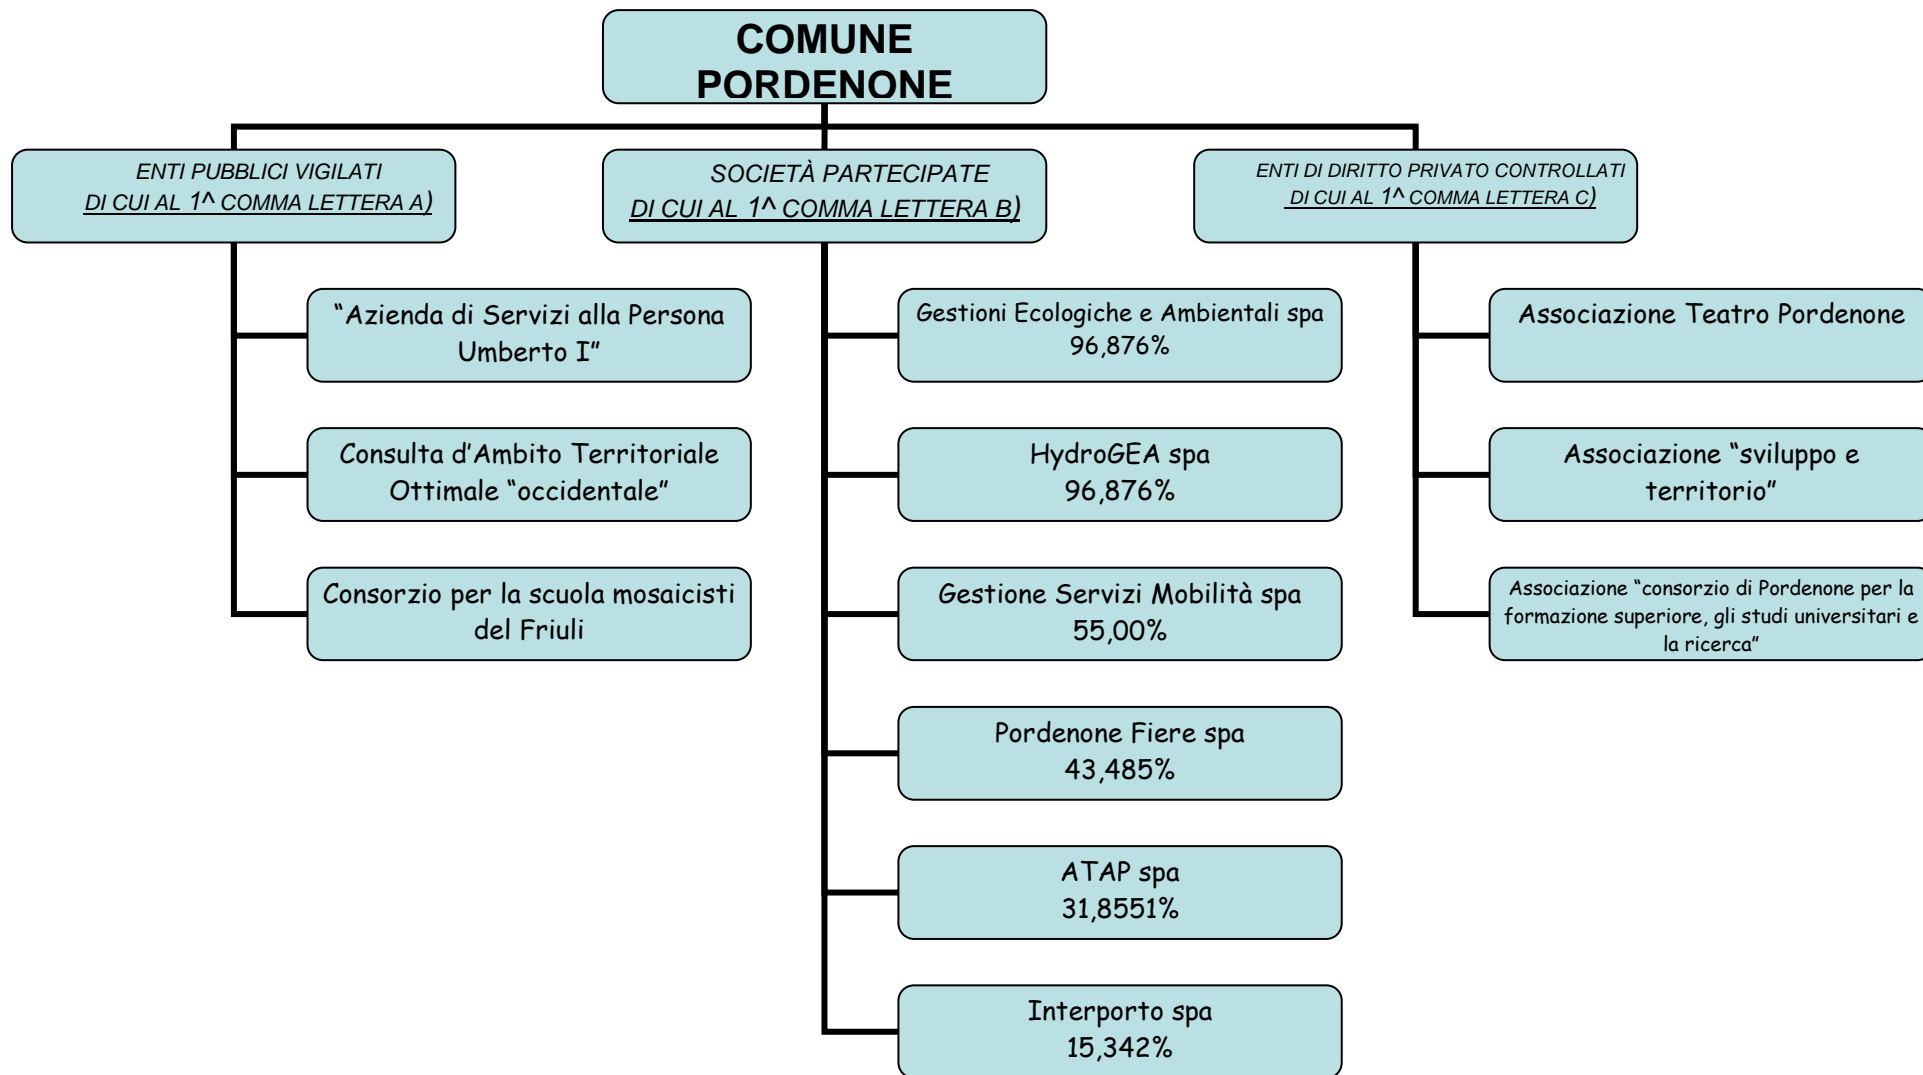 COMUNE
PORDENONE
ENTI PUBBLICI VIGILATI
DI CUI AL 1^ COMMA LETTERA A)
SOCIETÀ PARTECIPATE
DI CUI AL 1^ COMMA LETTERA B)
ENTI DI DIRITTO PRIVATO CONTROLLATI
DI CUI AL 1^ COMMA LETTERA C)
“Azienda di Servizi alla Persona
Umberto I”
Consulta d’Ambito Territoriale
Ottimale “occidentale”
Consorzio per la scuola mosaicisti
del Friuli
Gestioni Ecologiche e Ambientali spa
96,876%
HydroGEA spa
96,876%
Gestione Servizi Mobilità spa
55,00%
Pordenone Fiere spa
43,485%
ATAP spa
31,8551%
Interporto spa
15,342%
Associazione Teatro Pordenone
Associazione “sviluppo e
territorio”
Associazione “consorzio di Pordenone per la
formazione superiore, gli studi universitari e
la ricerca”